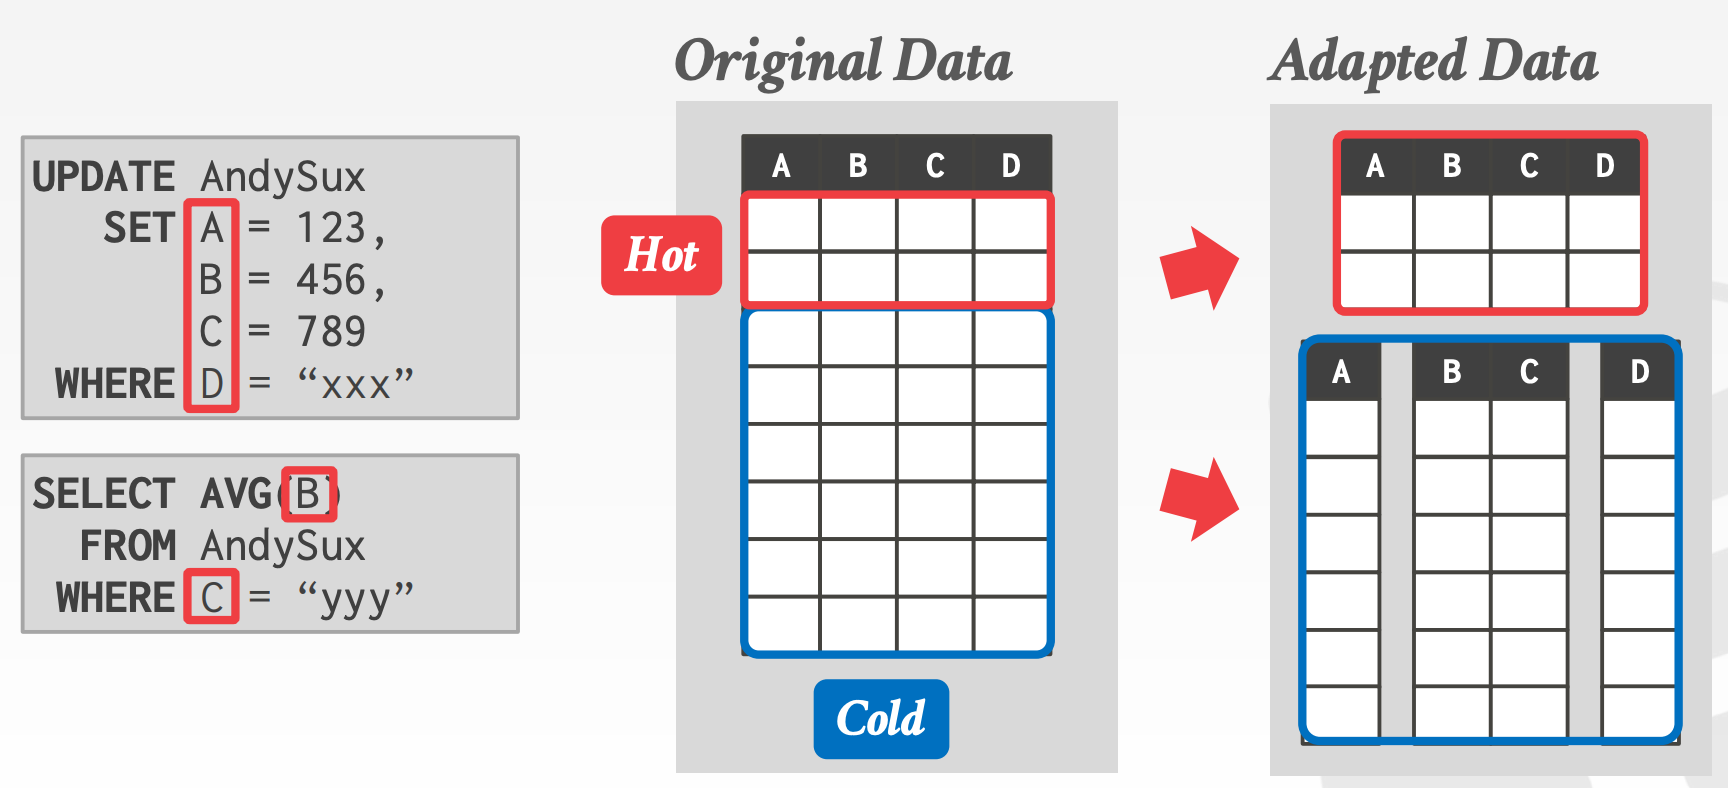 Original Data
Adapted Data
UPDATE AndySux
SET A = 123,
B = 456,
C = 789
WHERE D = “xxx”
SELECT AVG(B)
FROM AndySux
WHERE C = “yyy”
A B C D
Hot
Cold
A B C D
A B C D